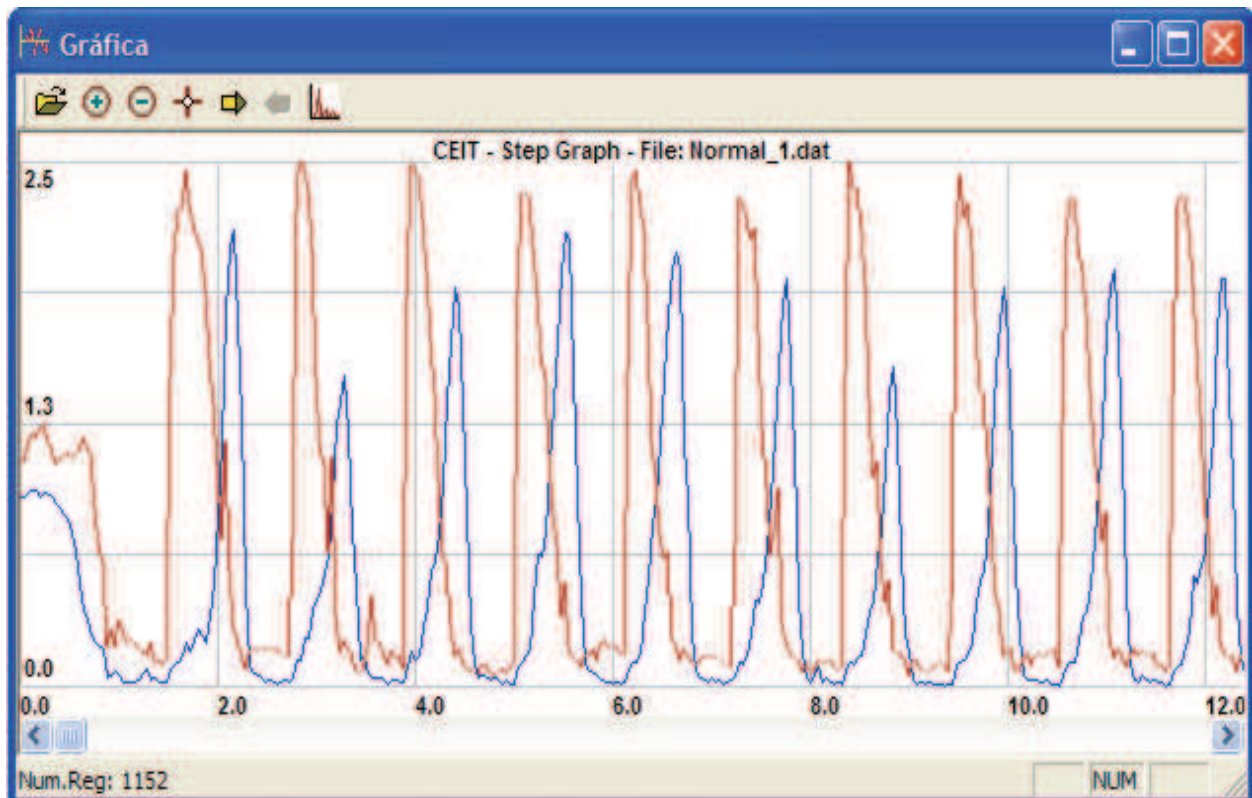 Gráfica
CEIT - Step Graph - File: Normal_1.dat
2.5
1.3
0.0
0.0 2.0 4.0 6.0 8.0 10.0 12.0
Num.Reg: 1152 NUM